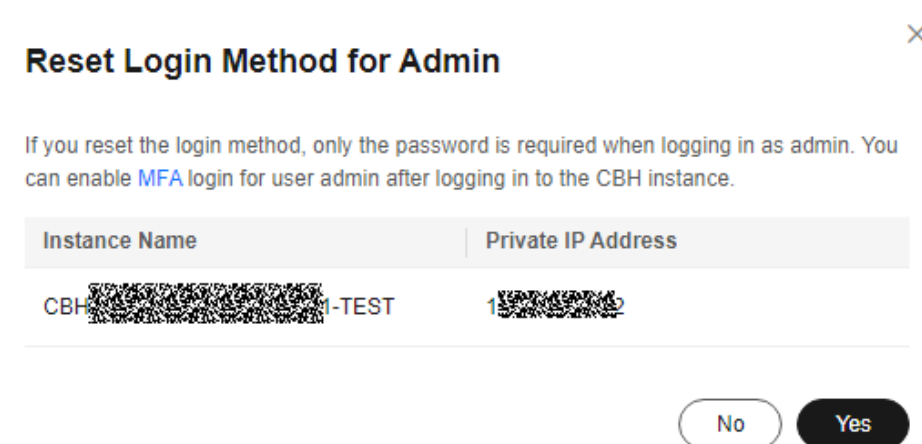 Reset Login Method for Admin
If you reset the login method, only the password is required when logging in as admin. You
can enable MFA login for user admin after logging in to the CBH instance.
Instance Name Private IP Address
CBH 1-TEST 1 2
No Yes